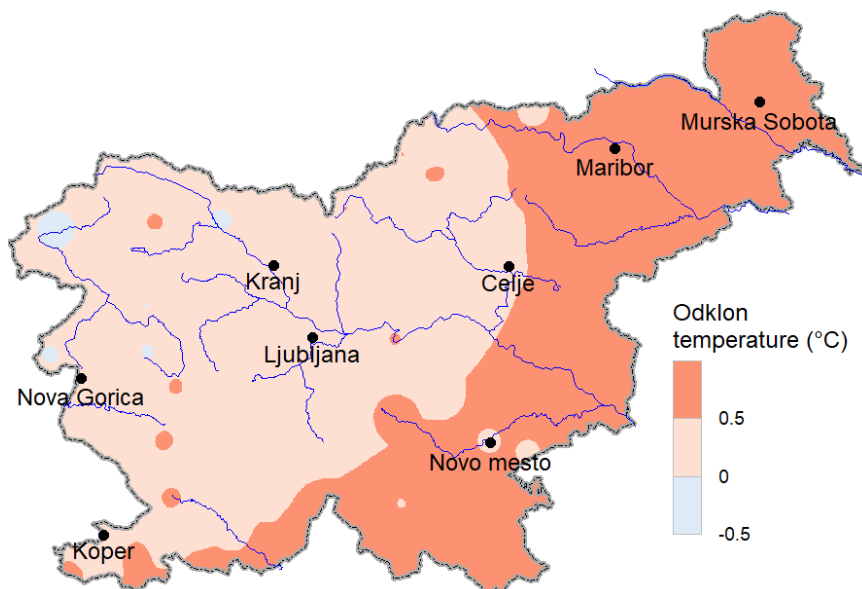 Murska Sobota
Maribor
Kranj
Celje
Ljubljana
Nova Gorica
Novo mesto
Koper
Odklon
temperature (°C)
0.5
0
-0.5